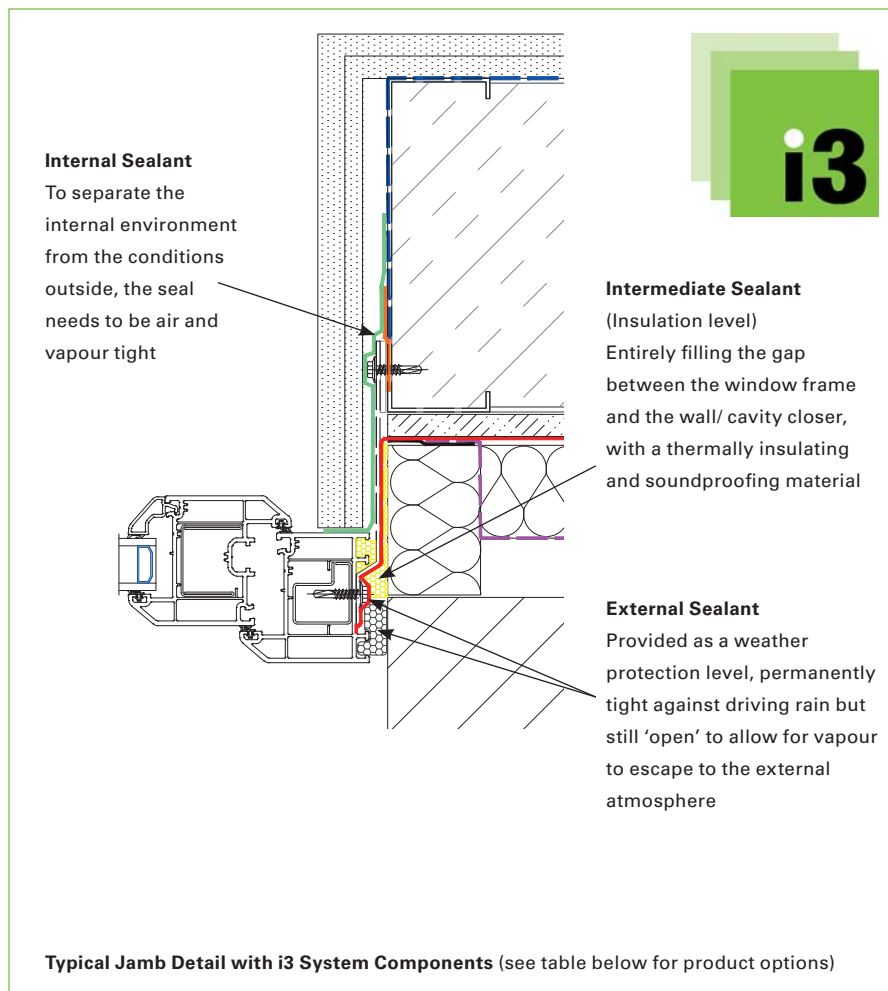 i3
Internal Sealant
To separate the
internal environment
from the conditions
outside, the seal
needs to be air and
vapour tight
Intermediate Sealant
(Insulation level)
Entirely filling the gap
between the window frame
and the wall/ cavity closer,
with a thermally insulating
and soundproofing material
External Sealant
Provided as a weather
protection level, permanently
tight against driving rain but
still ‘open’ to allow for vapour
to escape to the external
atmosphere
Typical Jamb Detail with i3 System Components (see table below for product options)